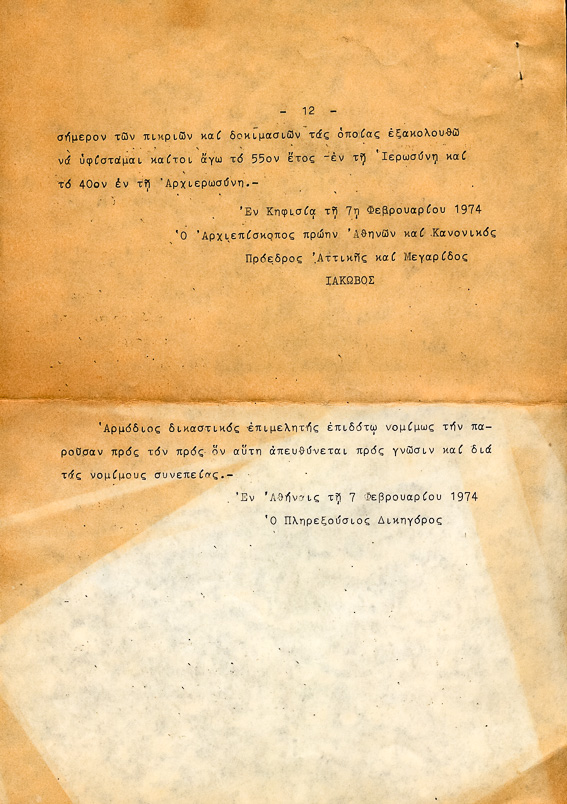 - 12 -
σήμερον τῶν πικριῶν καί δοκιμασιῶν τάς ὁποίας ἐξακολουθῶ
νά ὑφίσταμαι καίτοι ἄγω τό 55ον ἔτος -ἐν τῇ Ἱερωσύνῃ καί
τό 40ον ἐν τῇ Ἀρχιερωσύνῃ.-
Ἐν Κηφισίᾳ τῇ 7η Φεβρουαρίου 1974
Ὁ Ἀρχιεπίσκοπος πρώην Ἀθηνῶν καί Κανονικός
Πρόεδρος Ἀττικῆς καί Μεγαρίδος
ΙΑΚΩΒΟΣ
Ἁρμόδιος δικαστικός ἐπιμελητής ἐπιδότω νομίμως τήν πα-
ροῦσαν πρός τόν πρός ὅν αὕτη ἀπευθύνεται πρός γνῶσιν καί διά
τάς νομίμους συνεπείας.-
Ἐν Ἀθήναις τῇ 7 Φεβρουαρίου 1974
Ὁ Πληρεξούσιος Δικηγόρος